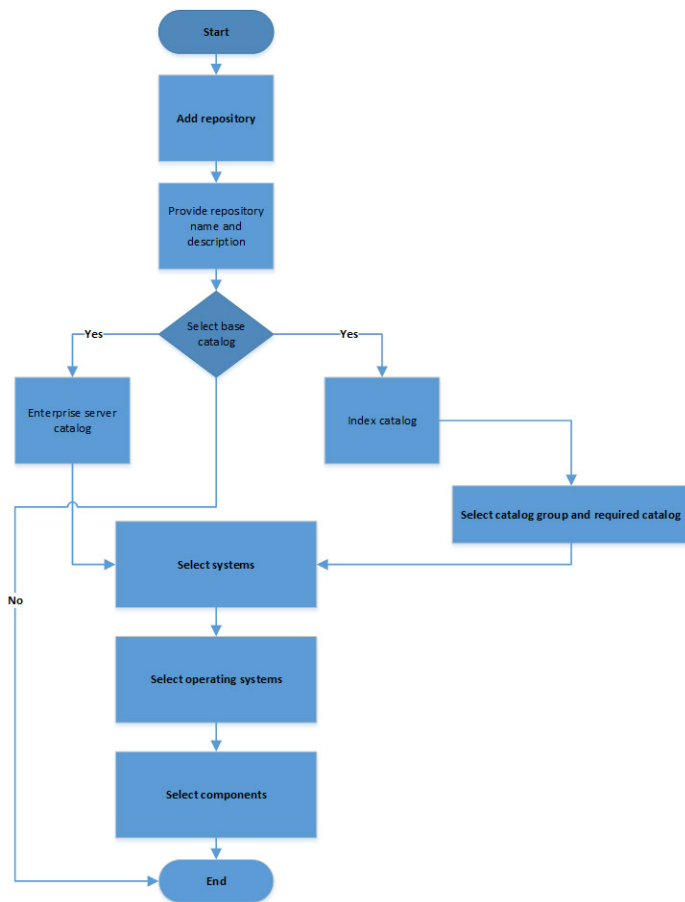 Start
Add repository
Provide repository
name and
description
Select base
catalog
Yes
Yes
Enterprise server
catalog
Index catalog
Select catalog group and required catalog
Select systems
No
Select operating systems
Select components
End